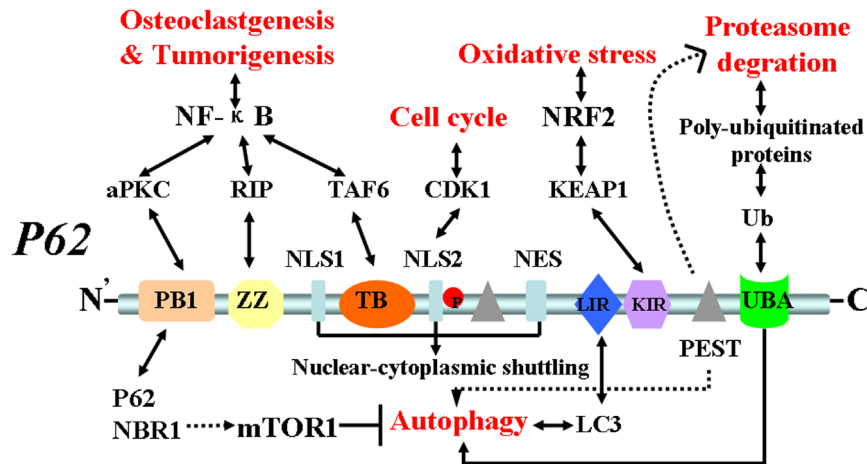 Osteoclastgenesis
& Tumorigenesis
Oxidative stress
Proteasome
degration
NF- κ B
Cell cycle
NRF2
Poly-ubiquitinated
proteins
aPKC
RIP
TAF6
CDK1
KEAP1
Ub
P62
NLS1
NLS2
NES
N’
PB1
ZZ
TB
P
LIR
KIR
UBA
C
PEST
Nuclear-cytoplasmic shuttling
P62
NBR1
mTOR1
Autophagy
LC3